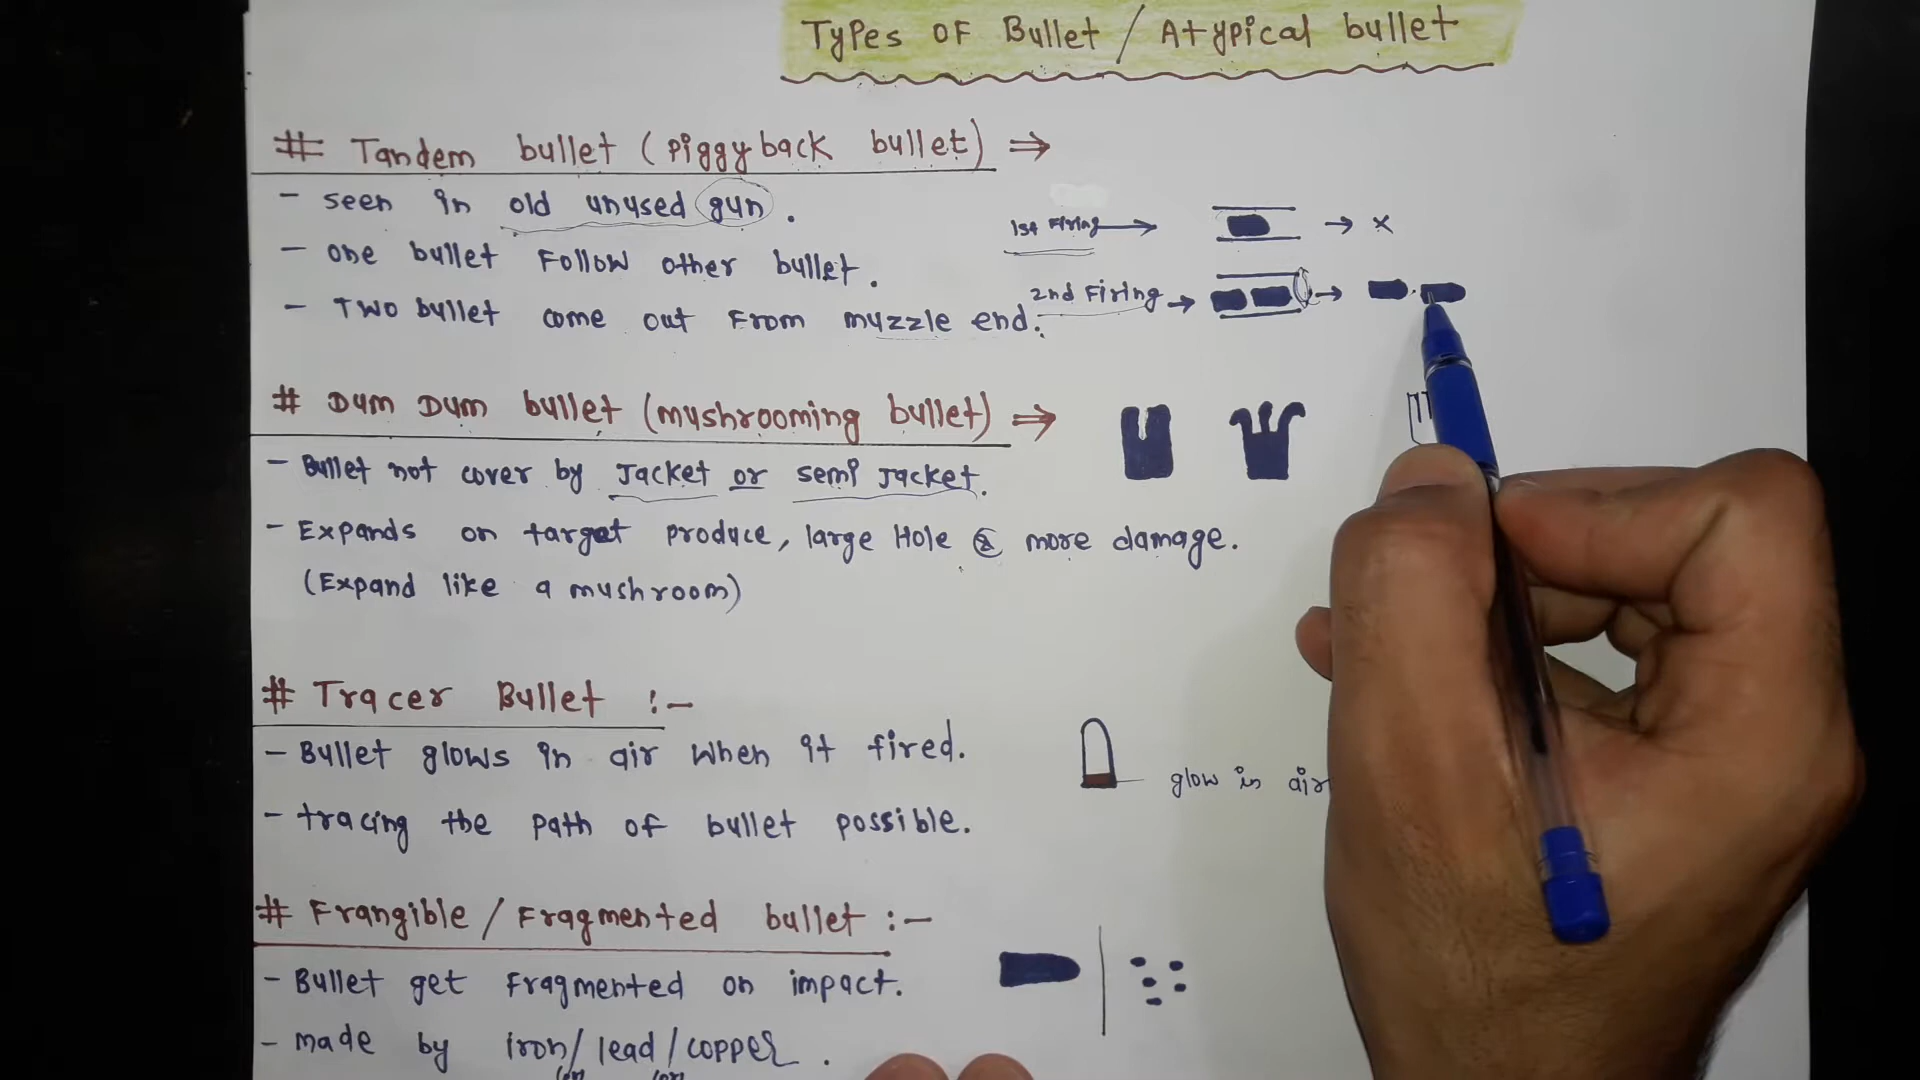 Types of Bullet / Atypical bullet
# Tandem bullet (Piggyback bullet) ⇒
- seen in old unused gun.
1st Firing → → ×
- one bullet Follow other bullet.
2nd Firing → →
- Two bullet come out From muzzle end.
# Dum Dum bullet (mushrooming bullet) ⇒
- Bullet not cover by Jacket or semi Jacket.
- Expands on target produce, large Hole & more damage.
(Expand like a mushroom)
# Tracer Bullet :-
- Bullet glows in air when it fired.
glow in air
- tracing the path of bullet possible.
# Frangible / Fragmented bullet :-
- Bullet get Fragmented on impact.
- made by iron/lead/copper.